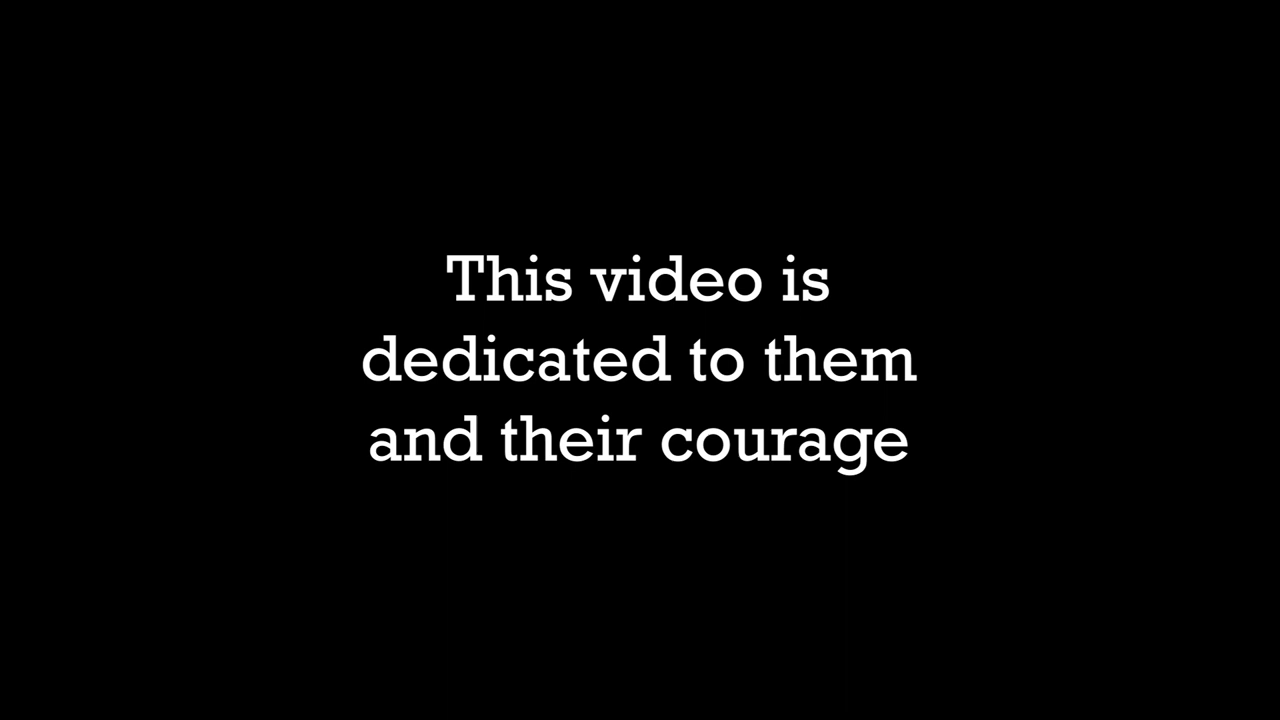 This video is
dedicated to them
and their courage